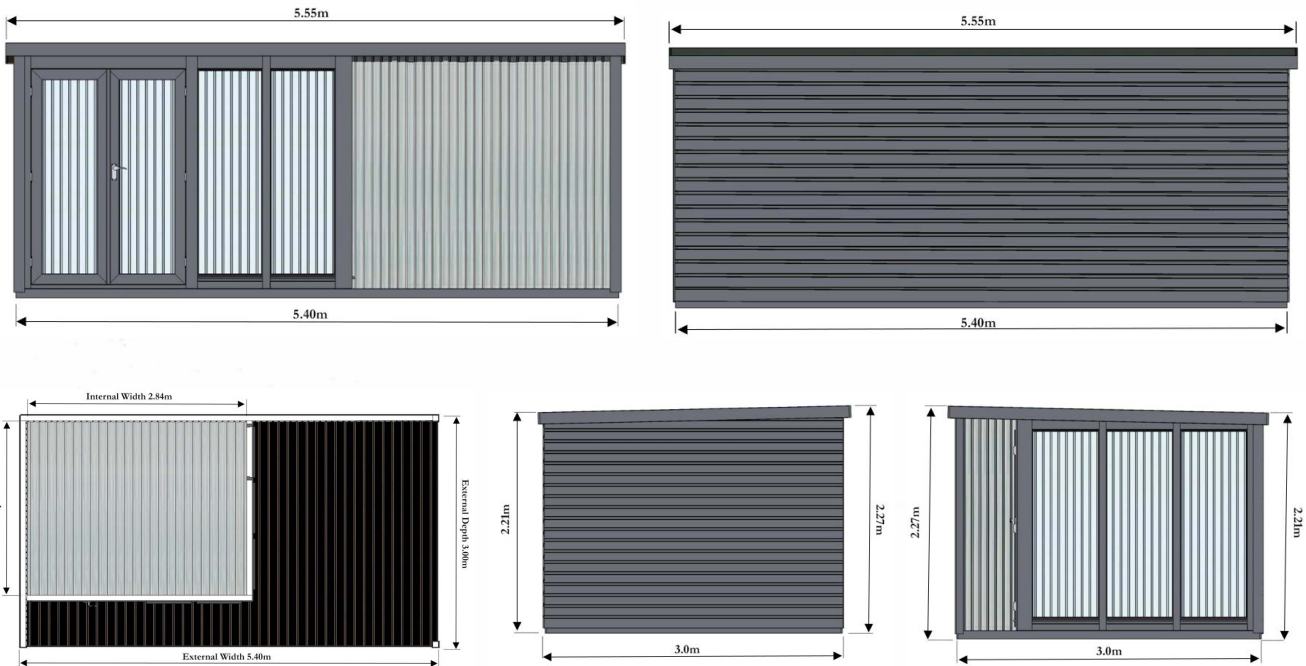 5.55m
5.55m
5.40m
5.40m
Internal Width 2.84m
External Depth 3.00m
External Width 5.40m
2.21m
2.27m
3.0m
2.27m
2.21m
3.0m